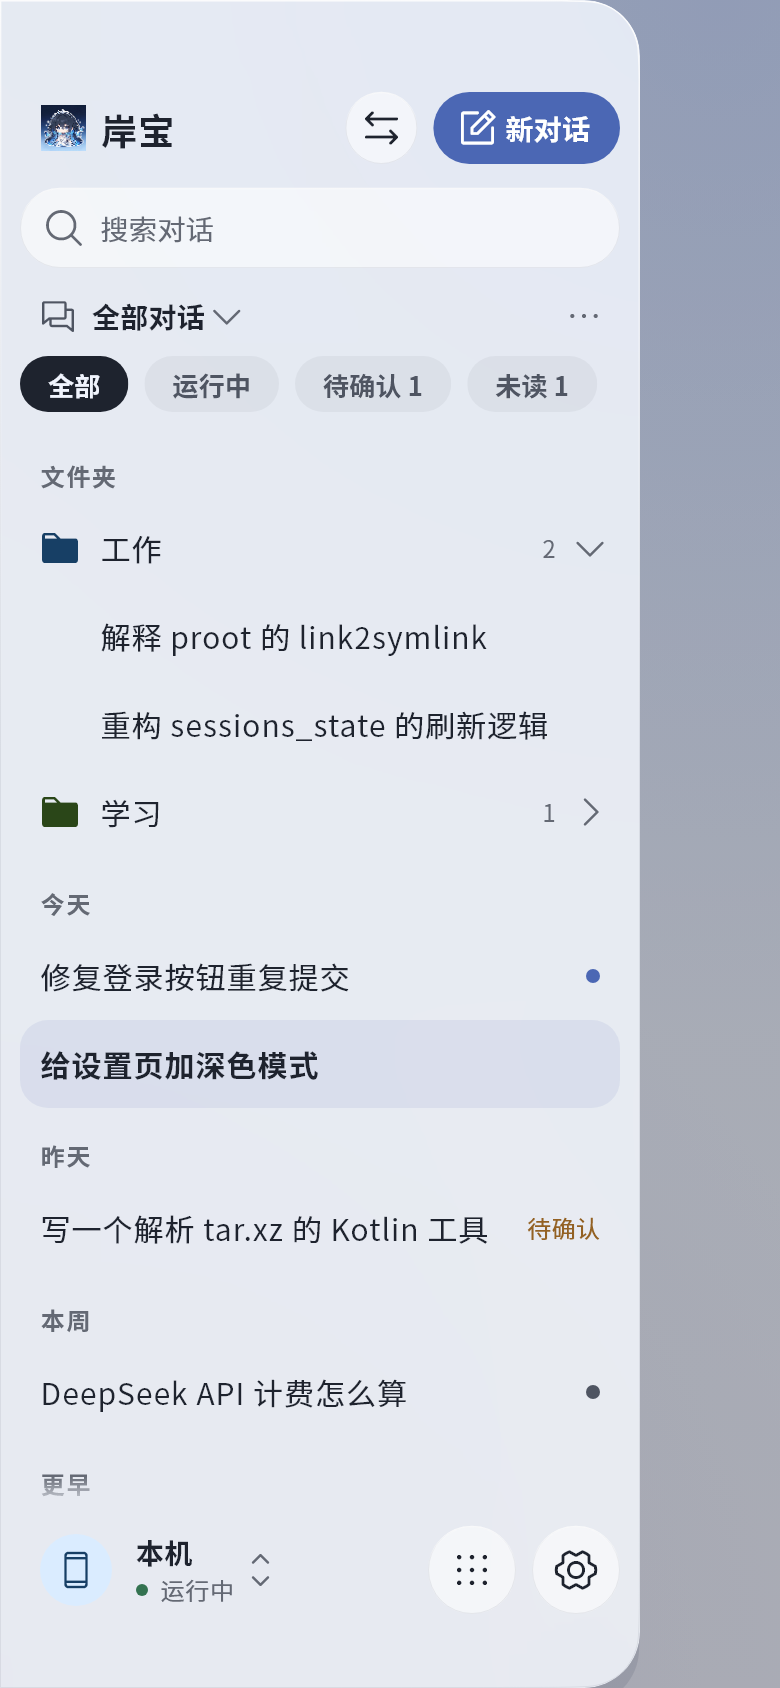 岸宝
新对话
搜索对话
全部对话
全部 运行中 待确认 1 未读 1
文件夹
工作 2
解释 proot 的 link2symlink
重构 sessions_state 的刷新逻辑
学习 1
今天
修复登录按钮重复提交
给设置页加深色模式
昨天
写一个解析 tar.xz 的 Kotlin 工具 待确认
本周
DeepSeek API 计费怎么算
更早
本机
运行中